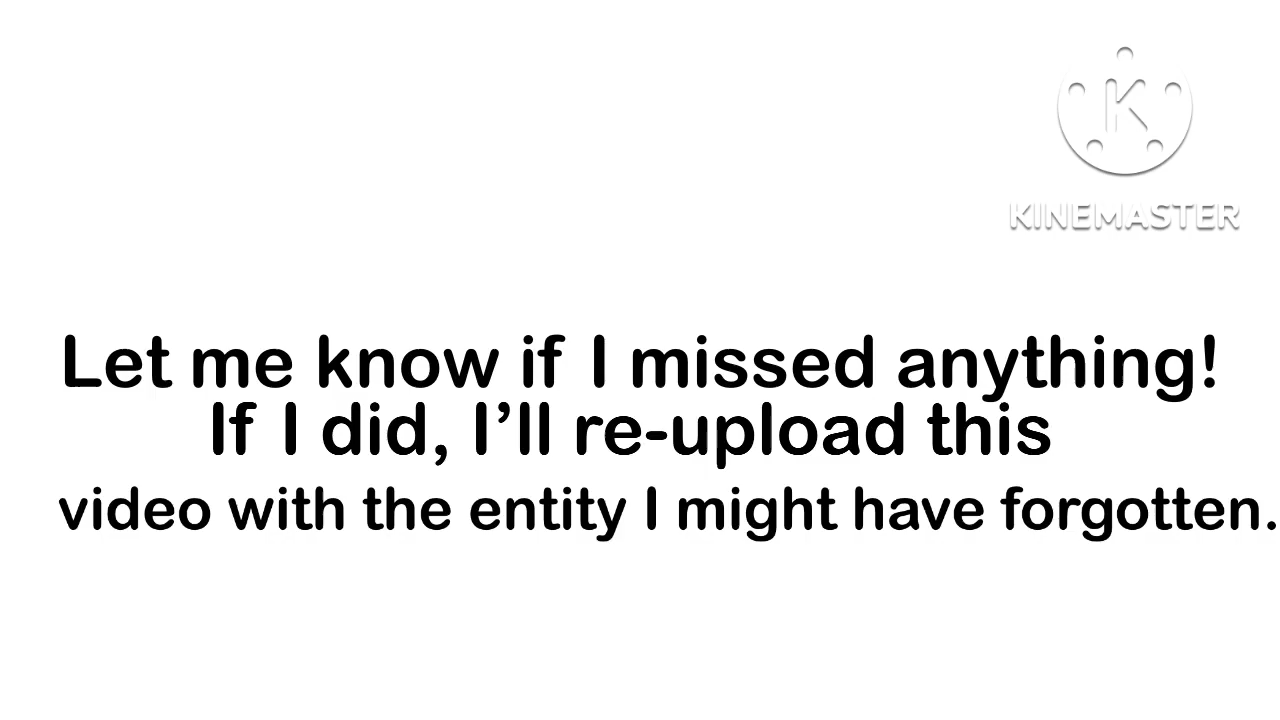 K
KINEMASTER
Let me know if I missed anything!
If I did, I’ll re-upload this
video with the entity I might have forgotten.